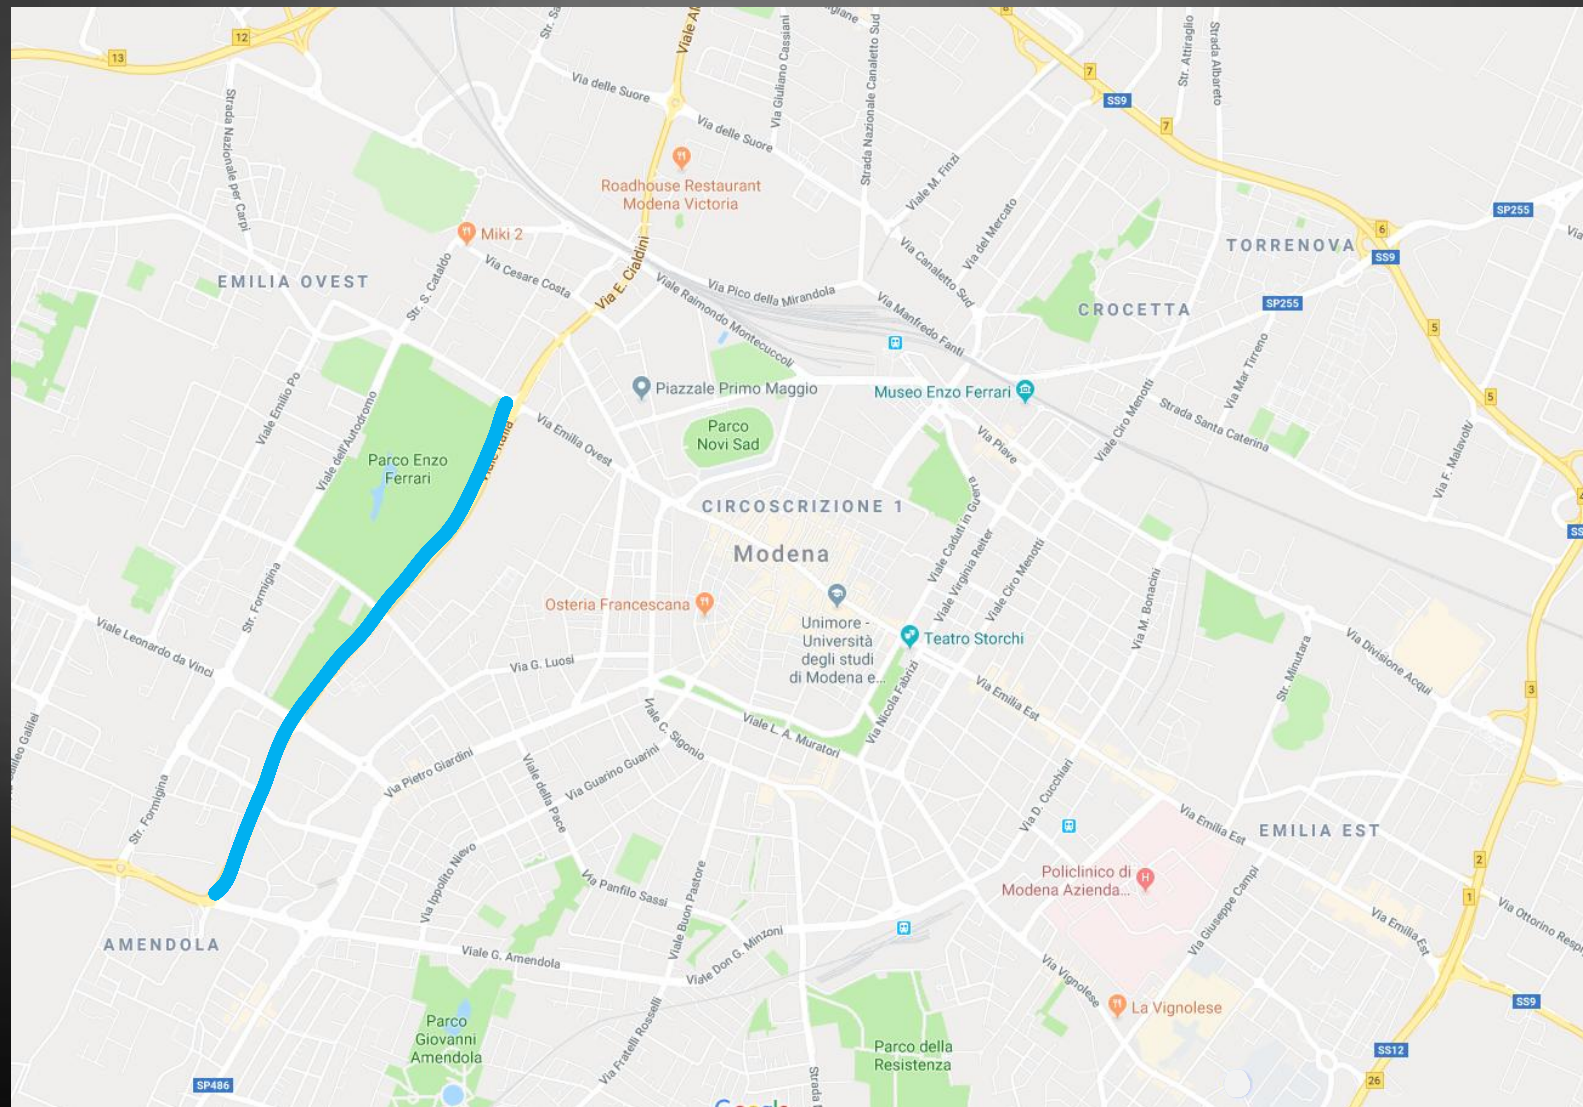 12
13
Viale Al
7
SS9
7
Str. Attiraglio
Strada Albareto
Via delle Suore
Via Giuliano Cassiani
Strada Nazionale Canaletto Sud
Via delle Suore
Strada Nazionale per Carpi
Roadhouse Restaurant
Modena Victoria
Viale M. Finzi
Via del Mercato
SP255
6
SS9
TORRENOVA
Miki 2
Via Canaletto Sud
Via Cesare Costa
Via E. Cialdini
EMILIA OVEST
Str. S. Cataldo
Viale Raimondo Montecuccoli
Via Pico della Mirandola
Via Manfredo Fanti
CROCETTA
SP255
5
Via Mar Tirreno
Piazzale Primo Maggio
Museo Enzo Ferrari
Viale Ciro Menotti
Strada Santa Caterina
5
Viale Emilio Po
Viale dell'Autodromo
Parco Enzo
Ferrari
Via Emilia Ovest
Parco
Novi Sad
Via Piave
Via F. Malavolti
4
SS
CIRCOSCRIZIONE 1
Modena
Viale Caduti in Guerra
Viale Virginia Reiter
Viale Ciro Menotti
Str. Formigina
Osteria Francescana
Unimore -
Università
degli studi
di Modena e...
Teatro Storchi
Via M. Bonacini
Viale Leonardo da Vinci
Via G. Luosi
Via Nicola Fabrizi
Via Emilia Est
Str. Minutara
Via Divisione Acqui
3
Viale C. Sigonio
Viale L. A. Muratori
Galileo Galilei
Via Pietro Giardini
Viale della Pace
Via Guarino Guarini
Str. Formigina
Via D. Cucchiari
Via Emilia Est
EMILIA EST
2
1
Via Ippolito Nievo
Via Panfilo Sassi
Viale Buon Pastore
Policlinico di
Modena Azienda...
Via Giuseppe Campi
Via Emilia Est
Via Ottorino Respi
AMENDOLA
Viale G. Amendola
Viale Don G. Minzoni
Via Vignolese
SS9
La Vignolese
Parco
Giovanni
Amendola
Via Fratelli Rosselli
Parco della
Resistenza
SS12
26
SP486
Google